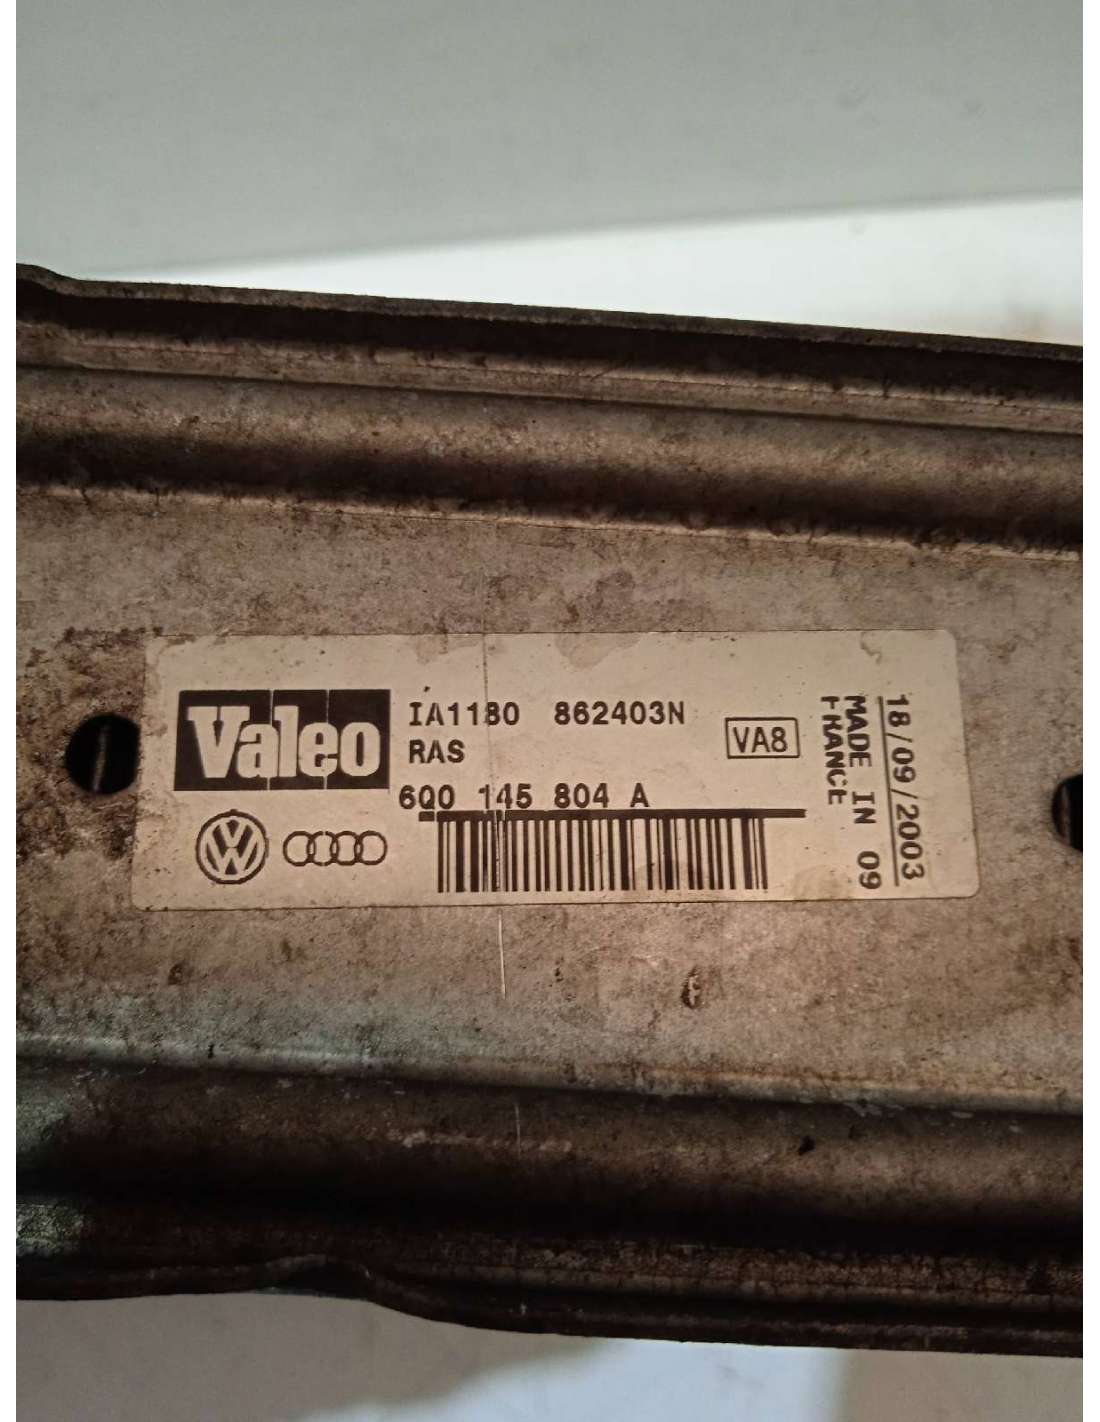 Valeo
IA1180 862403N
RAS
VA8
6Q0 145 804 A
18/09/2003
MADE IN 09
FRANCE